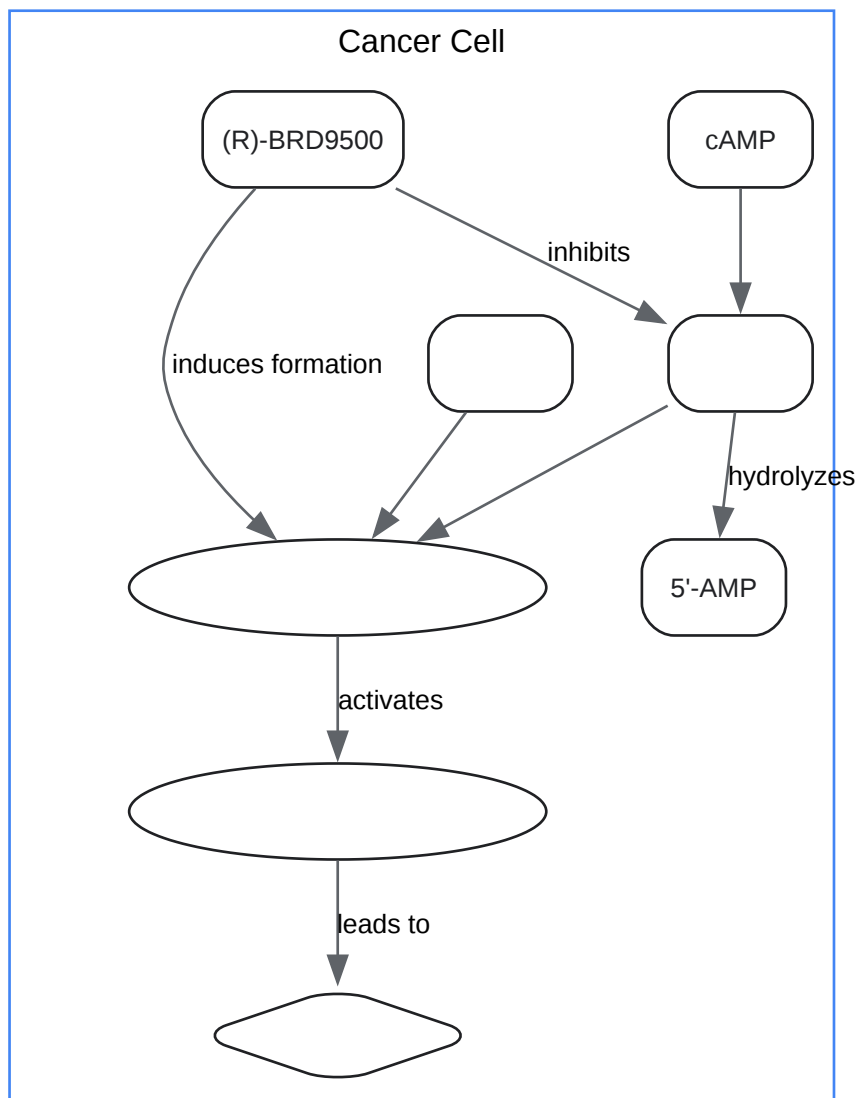 Cancer Cell
(R)-BRD9500
cAMP
inhibits
induces formation
hydrolyzes
5'-AMP
activates
leads to